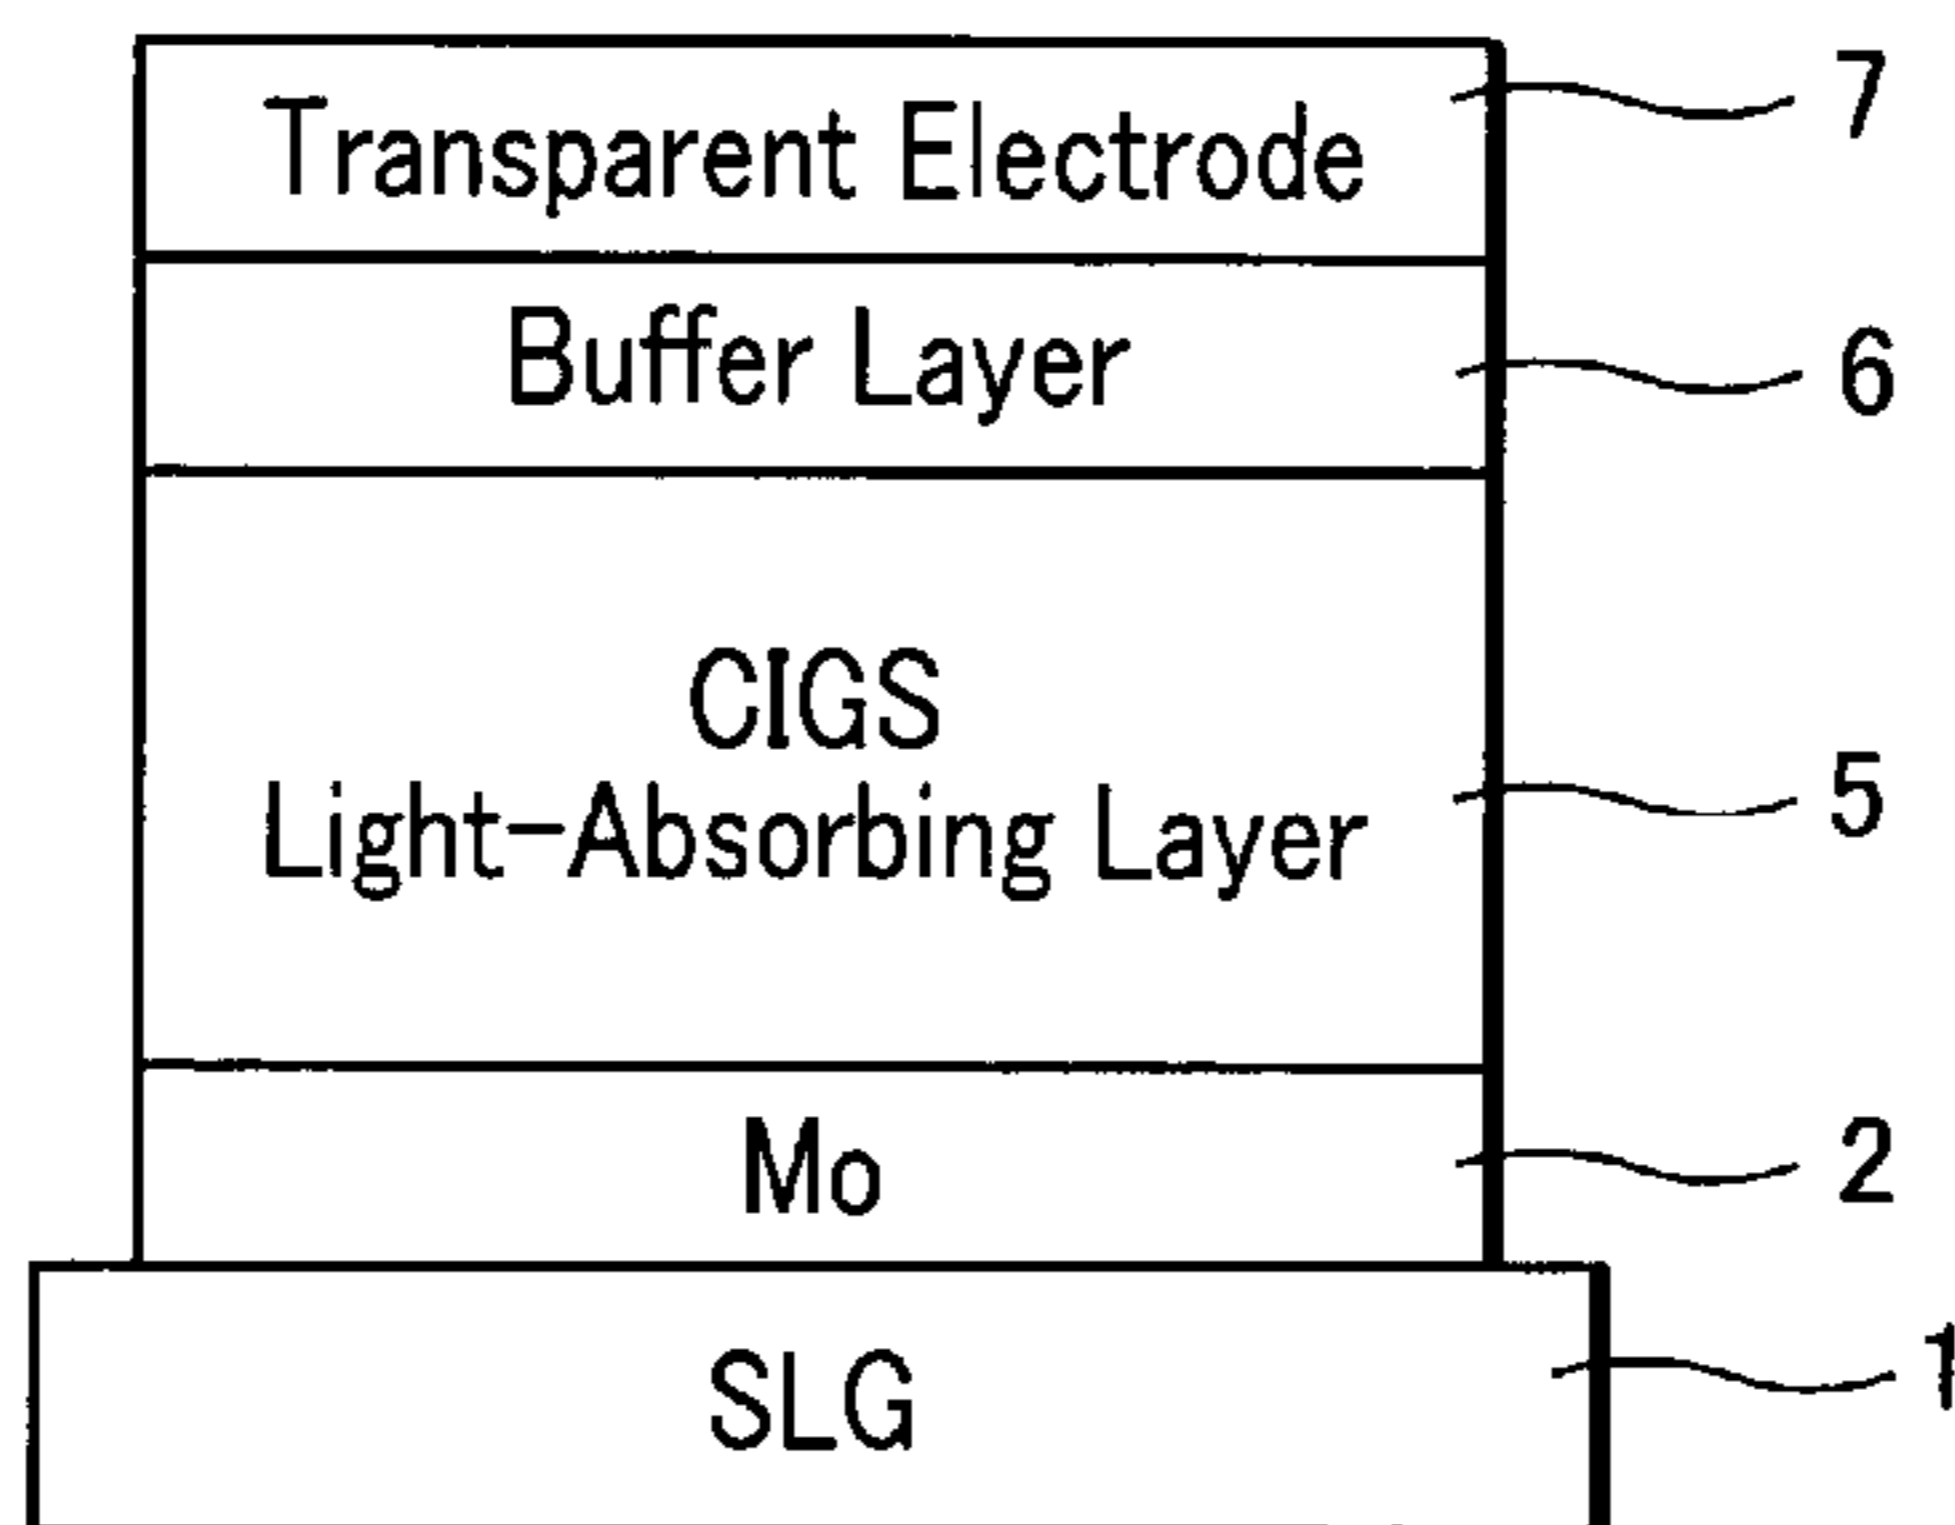 Transparent Electrode 7
Buffer Layer 6
CIGS
Light-Absorbing Layer 5
Mo 2
SLG 1